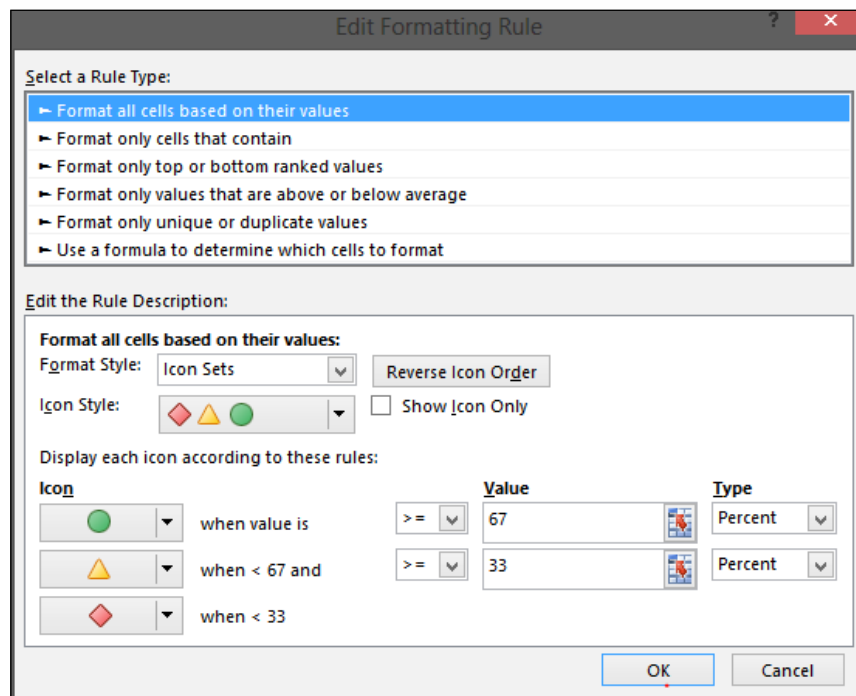 Edit Formatting Rule ? ×
Select a Rule Type:
► Format all cells based on their values
► Format only cells that contain
► Format only top or bottom ranked values
► Format only values that are above or below average
► Format only unique or duplicate values
► Use a formula to determine which cells to format
Edit the Rule Description:
Format all cells based on their values:
Format Style: Icon Sets Reverse Icon Order
Icon Style: Show Icon Only
Display each icon according to these rules:
Icon Value Type
when value is >= 67 Percent
when < 67 and >= 33 Percent
when < 33
OK Cancel